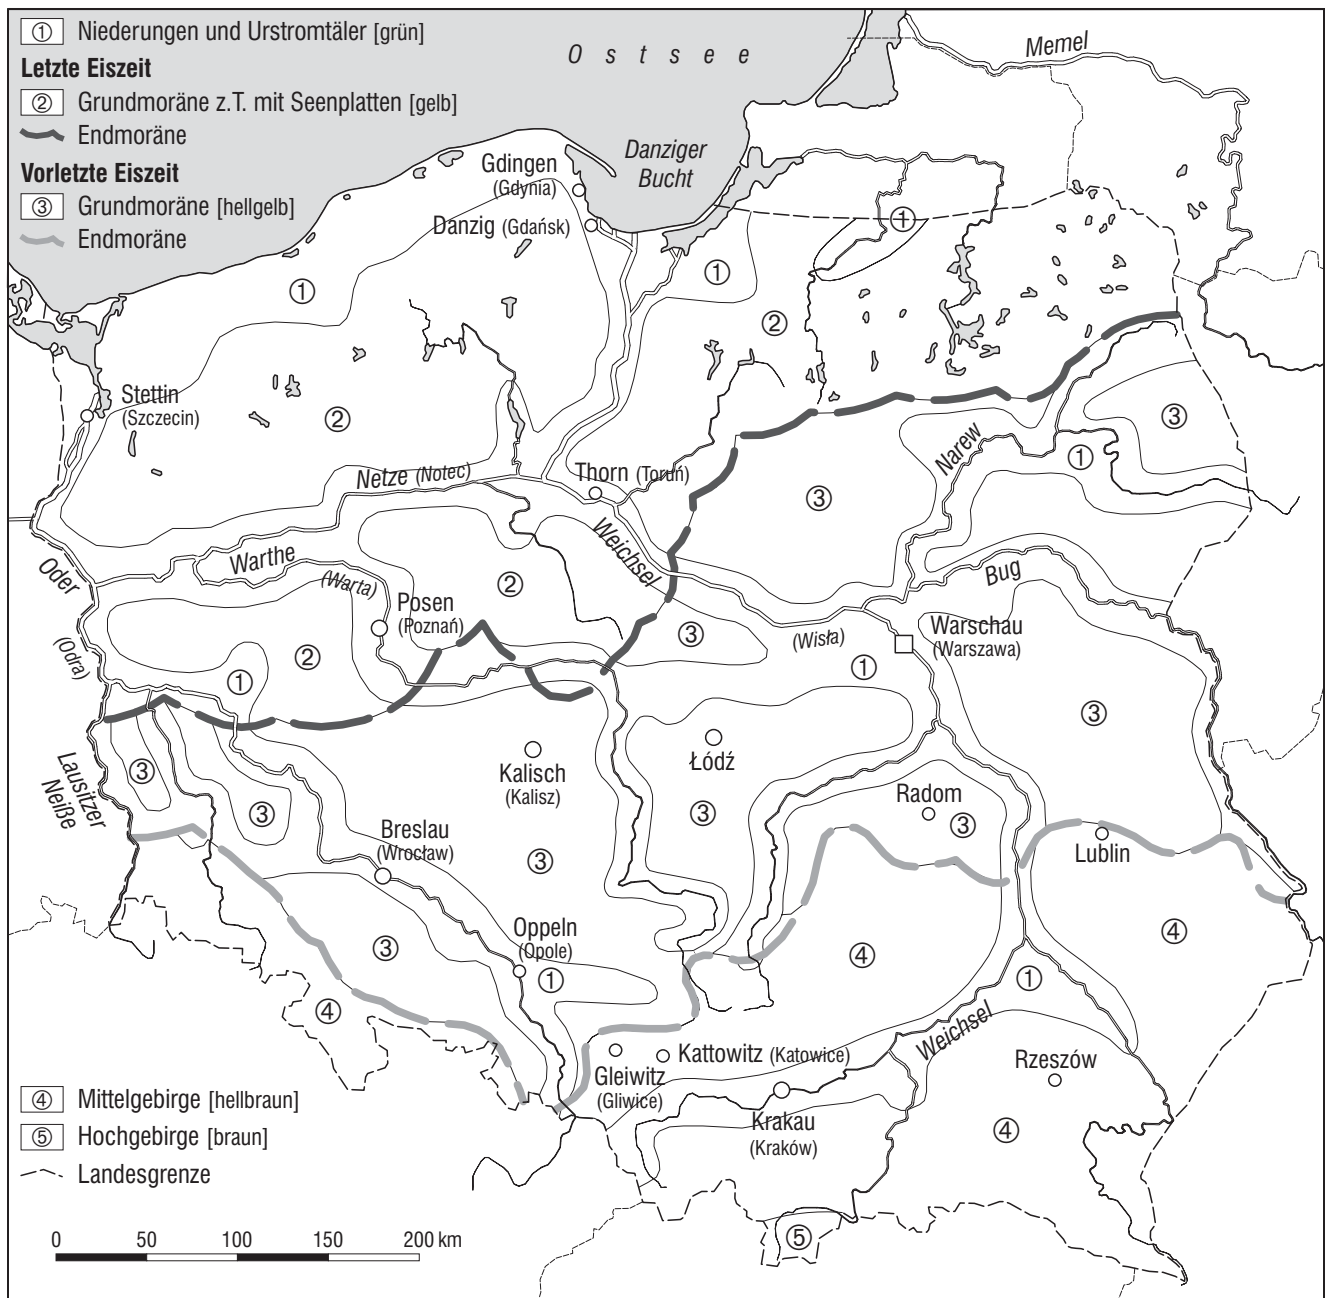 ① Niederungen und Urstromtäler [grün]
Letzte Eiszeit
② Grundmoräne z.T. mit Seenplatten [gelb]
Endmoräne
Vorletzte Eiszeit
③ Grundmoräne [hellgelb]
Endmoräne
Ostsee
Memel
Danziger
Bucht
Gdingen
(Gdynia)
Danzig (Gdańsk)
①
①
①
②
Stettin
(Szczecin)
②
③
Narew
①
Netze (Notec)
Thorn (Toruń)
③
Weichsel
Oder
Warthe
(Warta)
②
Bug
Posen
(Poznań)
③
(Wisła)
Warschau
(Warszawa)
(Odra)
②
①
①
③
Lausitzer
Neiße
③
Kalisch
(Kalisz)
Łódź
Radom
③
③
③
Breslau
(Wrocław)
③
Lublin
Oppeln
(Opole)
③
④
④
①
①
④
Weichsel
Kattowitz (Katowice)
Rzeszów
Gleiwitz
(Gliwice)
④ Mittelgebirge [hellbraun]
Krakau
(Kraków)
④
⑤ Hochgebirge [braun]
Landesgrenze
⑤
0 50 100 150 200 km